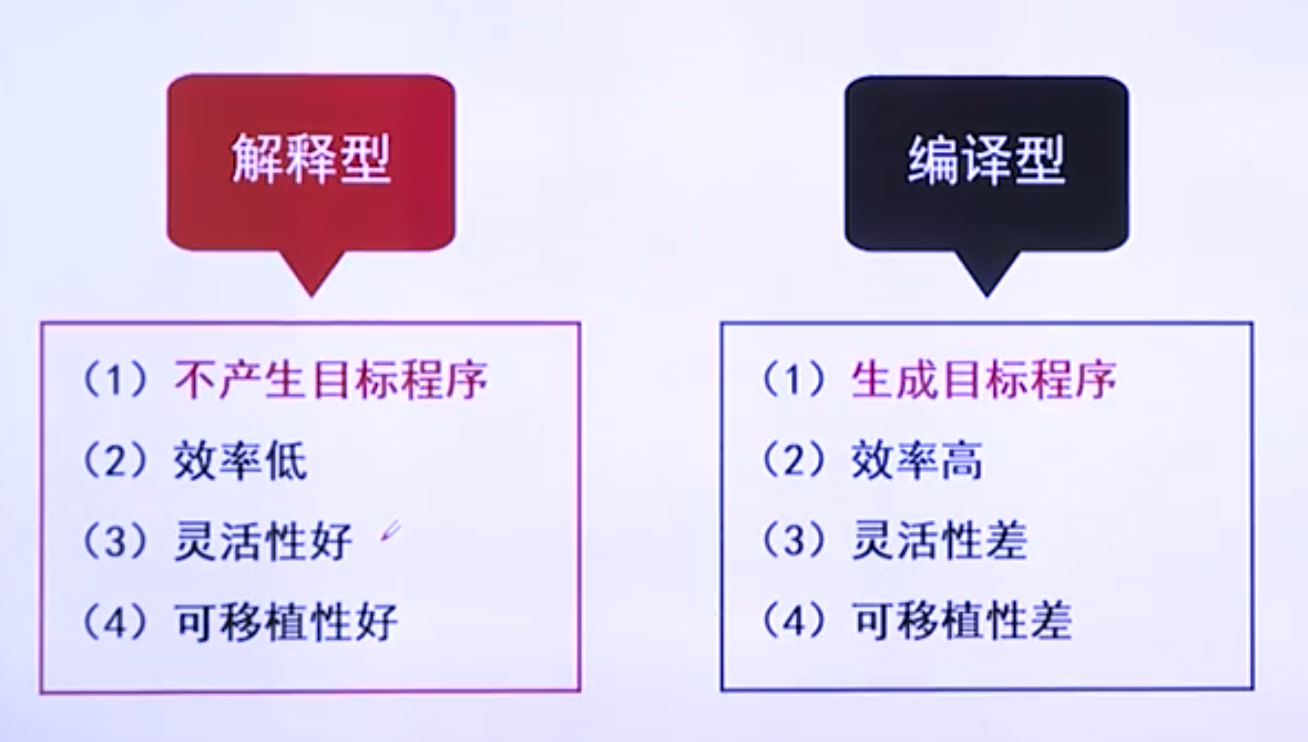 解释型
（1）不产生目标程序
（2）效率低
（3）灵活性好
（4）可移植性好
编译型
（1）生成目标程序
（2）效率高
（3）灵活性差
（4）可移植性差